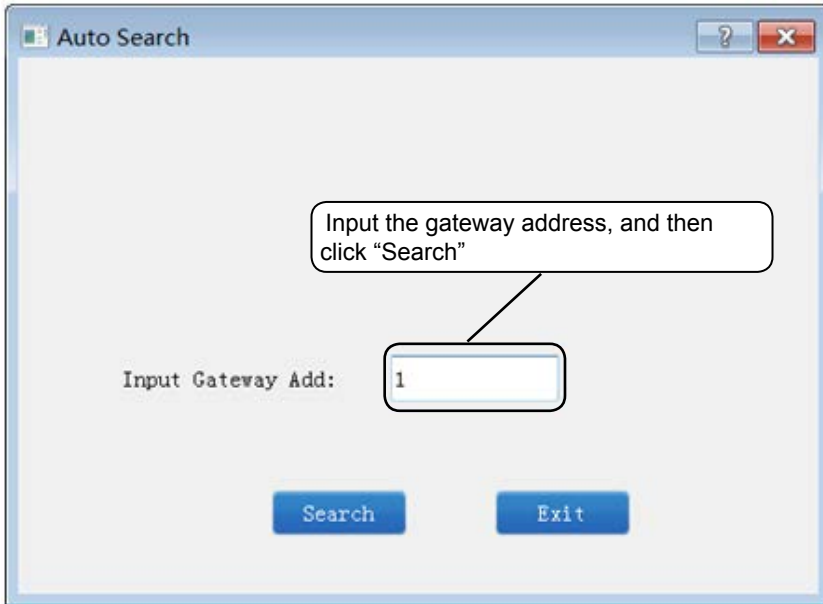 Auto Search
Input the gateway address, and then
click “Search”
Input Gateway Add: 1
Search Exit